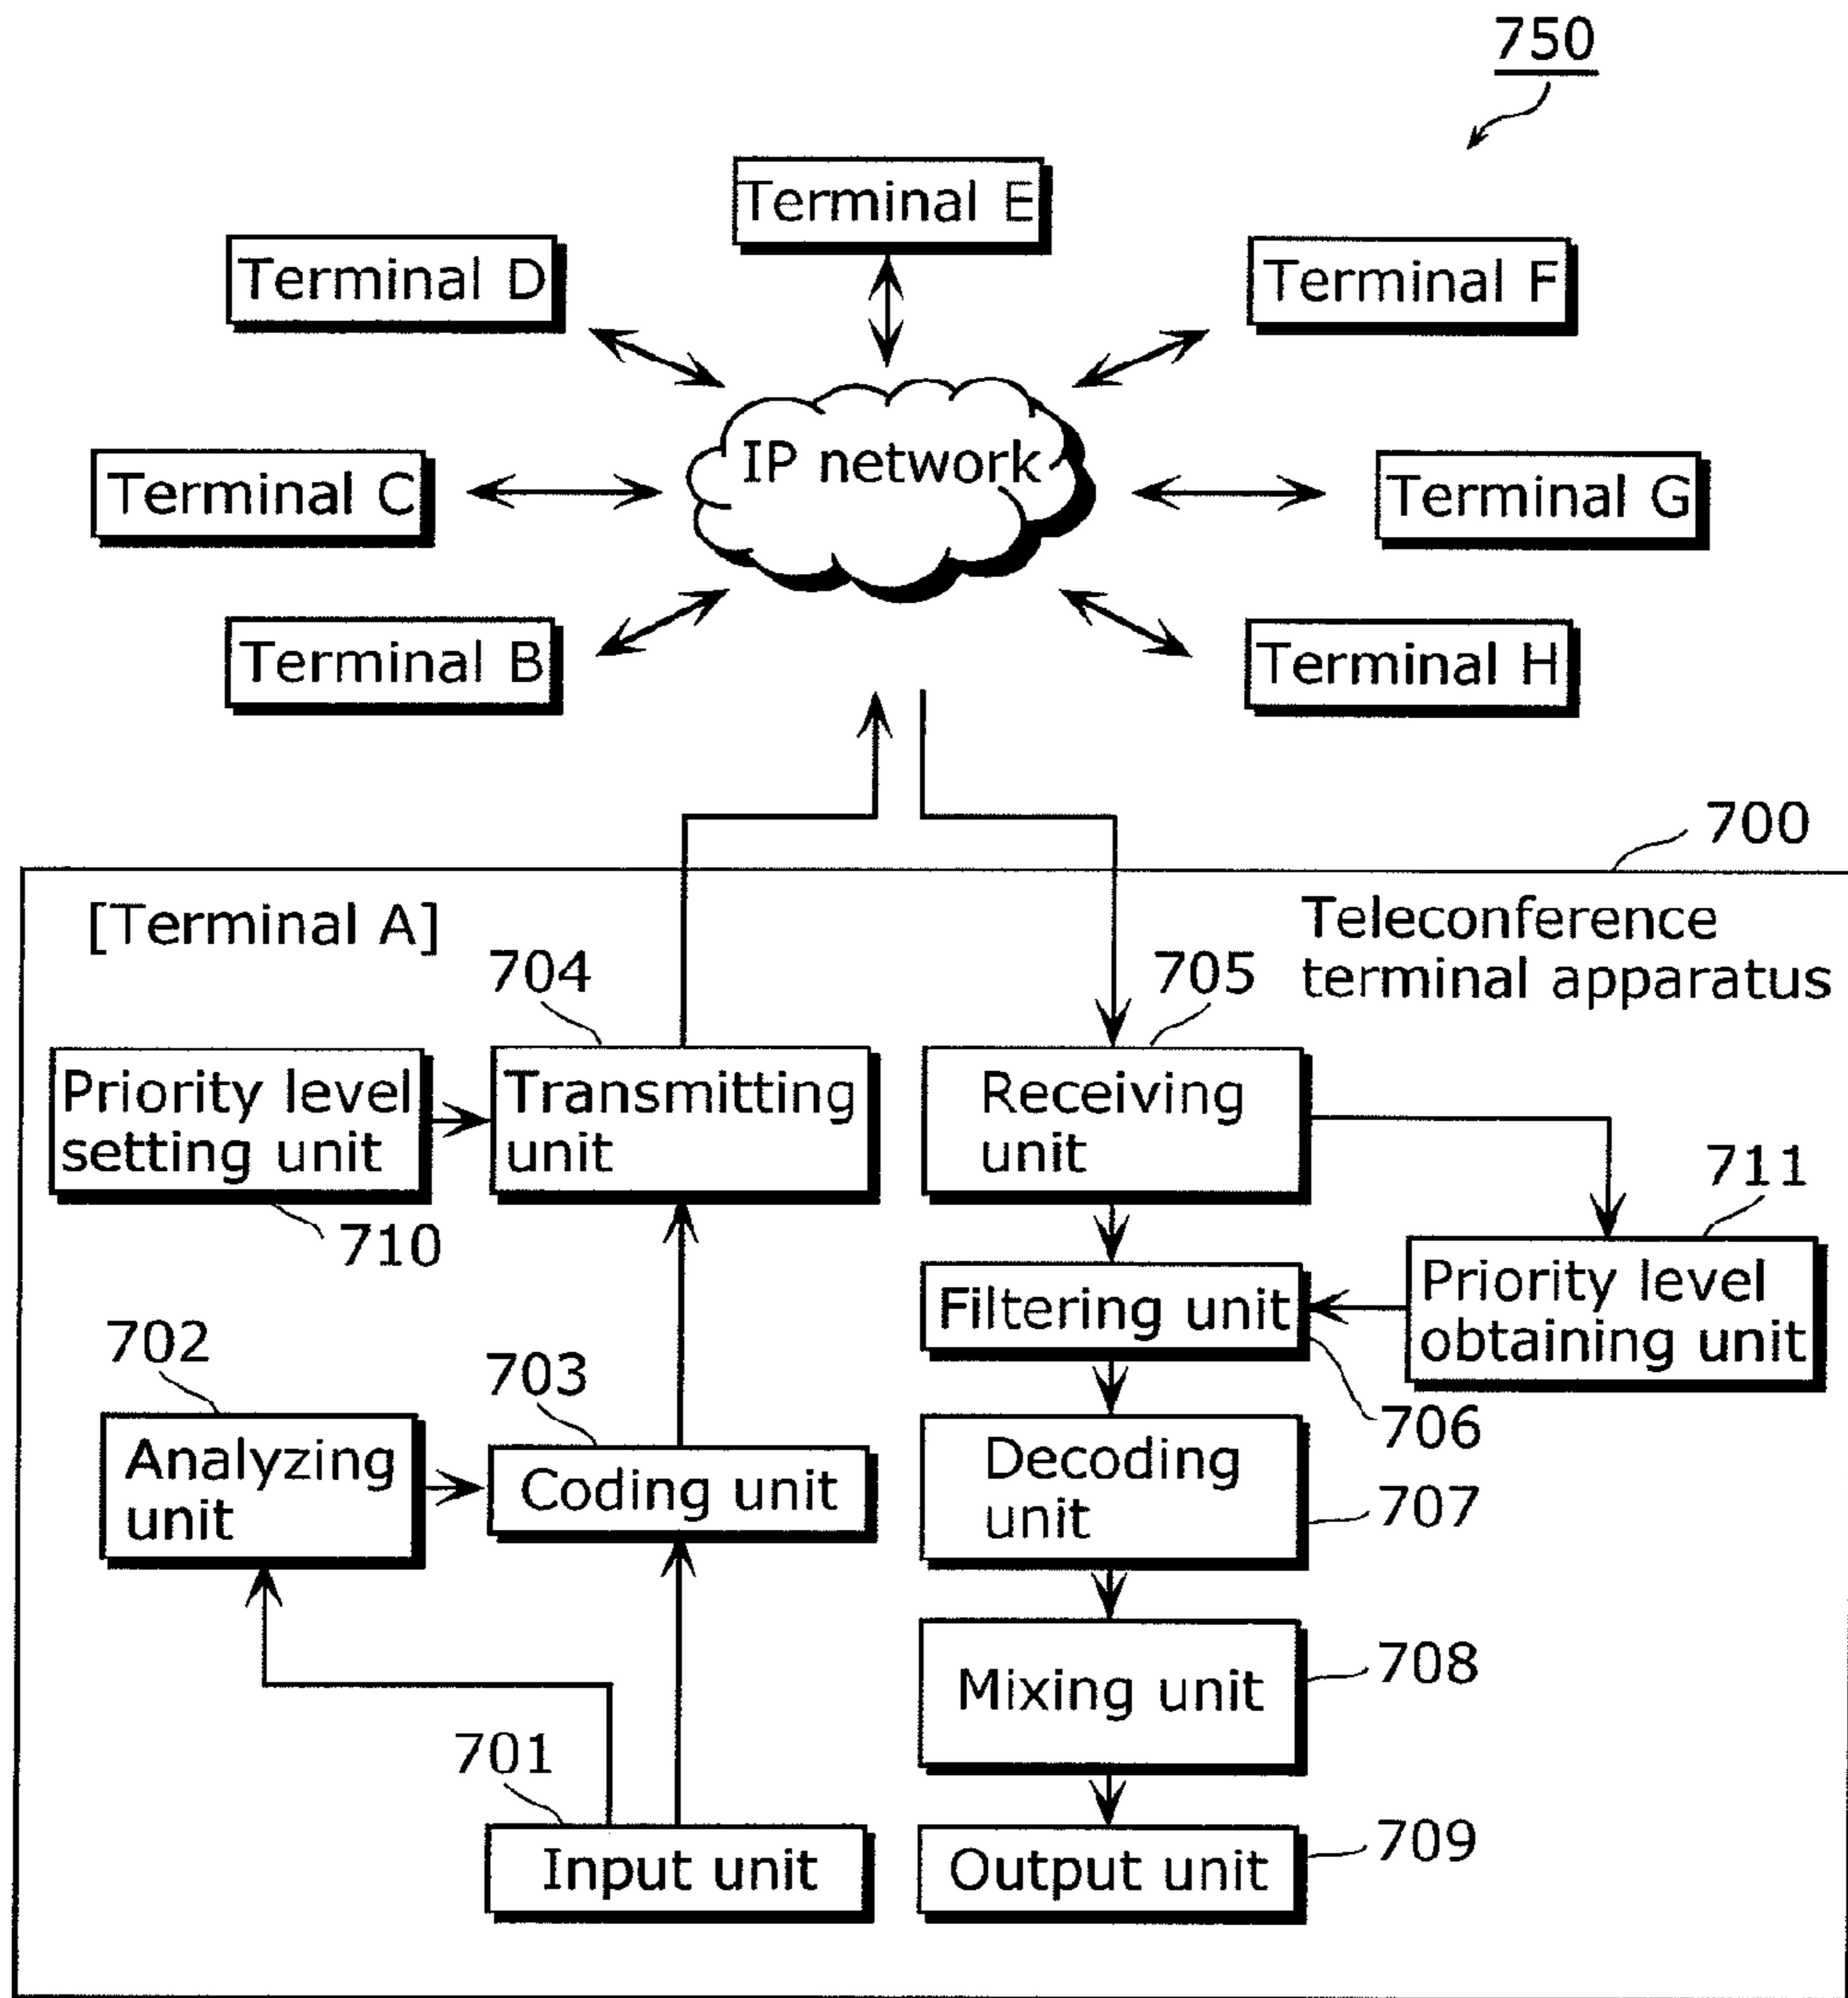 750
Terminal E
Terminal D
Terminal F
IP network
Terminal C
Terminal G
Terminal B
Terminal H
700
[Terminal A]
Teleconference
terminal apparatus
704
705
Priority level
setting unit
Transmitting
unit
Receiving
unit
710
711
Filtering unit
Priority level
obtaining unit
702
703
706
Analyzing
unit
Coding unit
Decoding
unit
707
Mixing unit
708
701
Input unit
Output unit
709